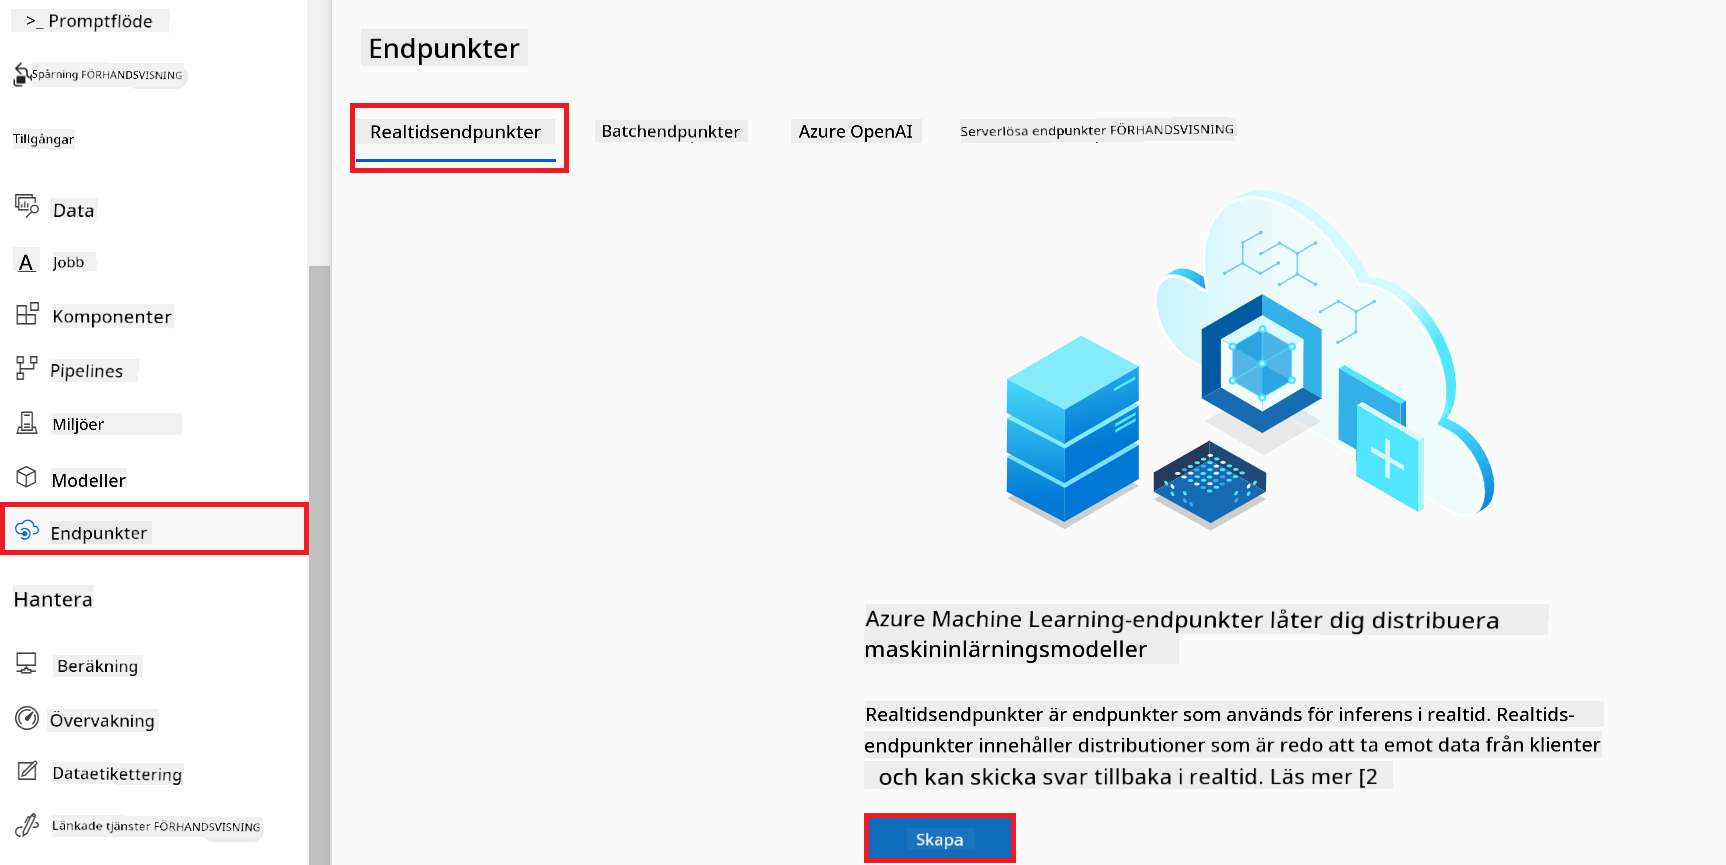 >_ Promptflöde
Spårning FÖRHANDSVISNING
Tillgångar
Data
Jobb
Komponenter
Pipelines
Miljöer
Modeller
Endpunkter
Hantera
Beräkning
Övervakning
Dataetikettering
Länkade tjänster FÖRHANDSVISNING
Endpunkter
Realtidsendpunkter
Batchendpunkter
Azure OpenAI
Serverlösa endpunkter FÖRHANDSVISNING
Azure Machine Learning-endpunkter låter dig distribuera
maskininlärningsmodeller
Realtidsendpunkter är endpunkter som används för inferens i realtid. Realtids-
endpunkter innehåller distributioner som är redo att ta emot data från klienter
och kan skicka svar tillbaka i realtid. Läs mer [2
Skapa